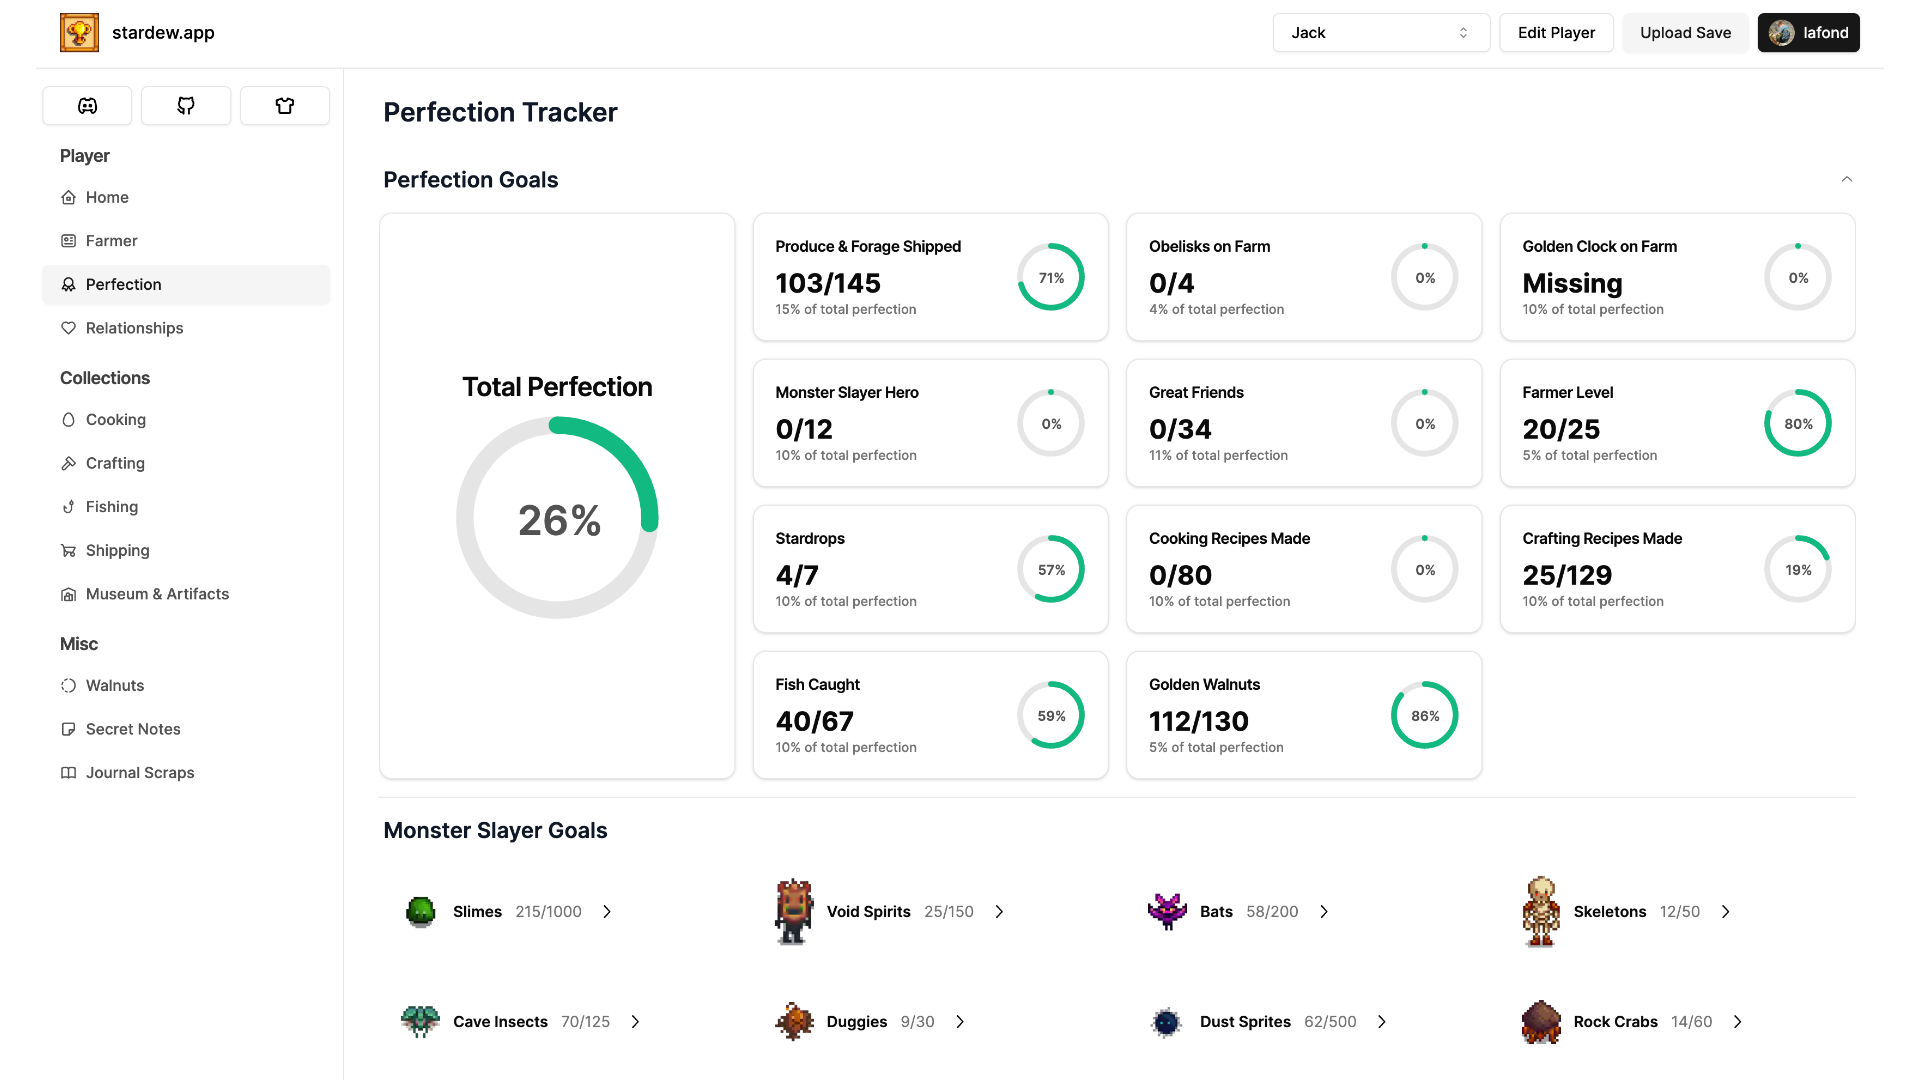 stardew.app
Jack
Edit Player
Upload Save
lafond
Player
Home
Farmer
Perfection
Relationships
Collections
Cooking
Crafting
Fishing
Shipping
Museum & Artifacts
Misc
Walnuts
Secret Notes
Journal Scraps
Perfection Tracker
Perfection Goals
Total Perfection
26%
Produce & Forage Shipped
103/145
15% of total perfection
71%
Obelisks on Farm
0/4
4% of total perfection
0%
Golden Clock on Farm
Missing
10% of total perfection
0%
Monster Slayer Hero
0/12
10% of total perfection
0%
Great Friends
0/34
11% of total perfection
0%
Farmer Level
20/25
5% of total perfection
80%
Stardrops
4/7
10% of total perfection
57%
Cooking Recipes Made
0/80
10% of total perfection
0%
Crafting Recipes Made
25/129
10% of total perfection
19%
Fish Caught
40/67
10% of total perfection
59%
Golden Walnuts
112/130
5% of total perfection
86%
Monster Slayer Goals
Slimes 215/1000
Void Spirits 25/150
Bats 58/200
Skeletons 12/50
Cave Insects 70/125
Duggies 9/30
Dust Sprites 62/500
Rock Crabs 14/60